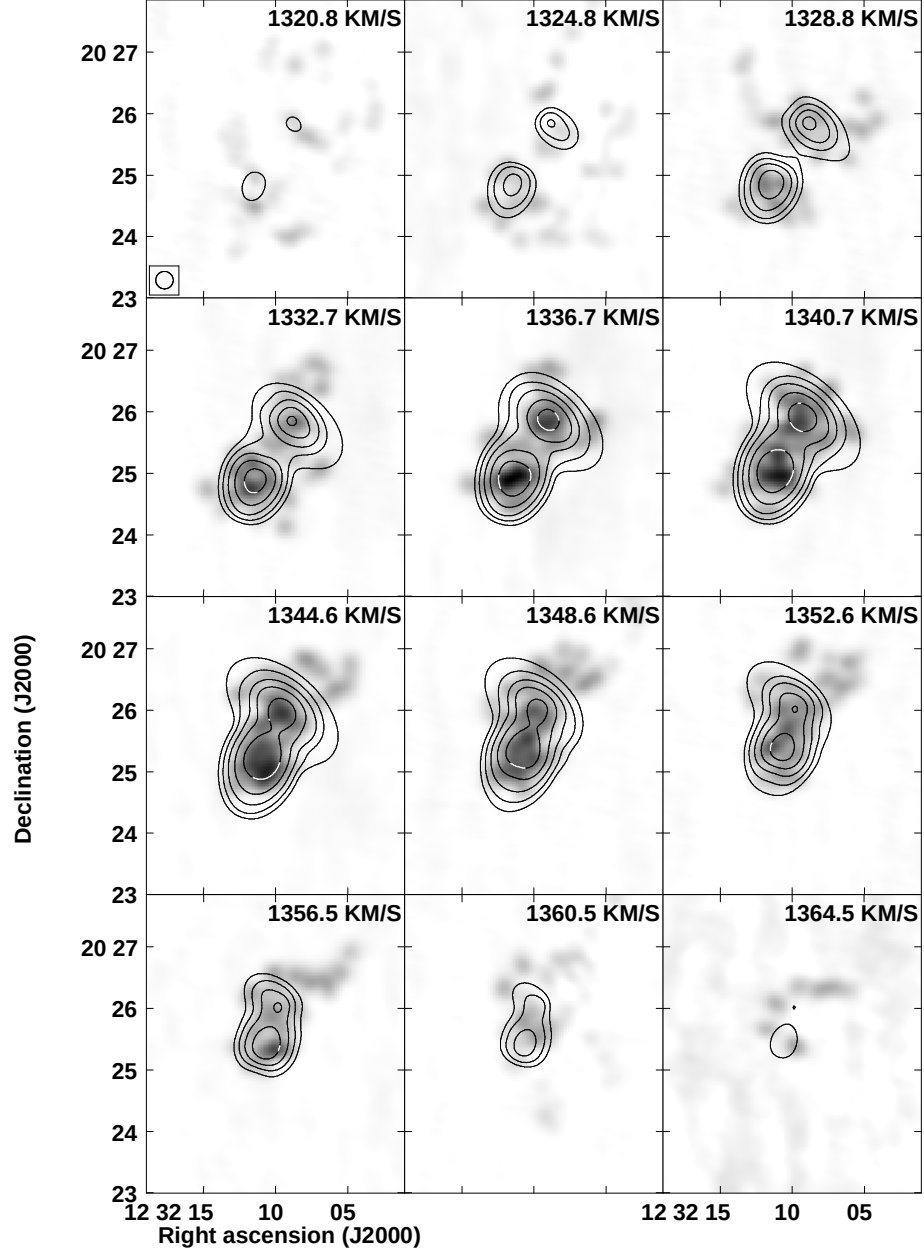 1320.8 KM/S 1324.8 KM/S 1328.8 KM/S
20 27
26
25
24
23
1332.7 KM/S 1336.7 KM/S 1340.7 KM/S
20 27
26
25
24
23
Declination (J2000)
1344.6 KM/S 1348.6 KM/S 1352.6 KM/S
20 27
26
25
24
23
1356.5 KM/S 1360.5 KM/S 1364.5 KM/S
20 27
26
25
24
23
12 32 15 10 05 12 32 15 10 05
Right ascension (J2000)